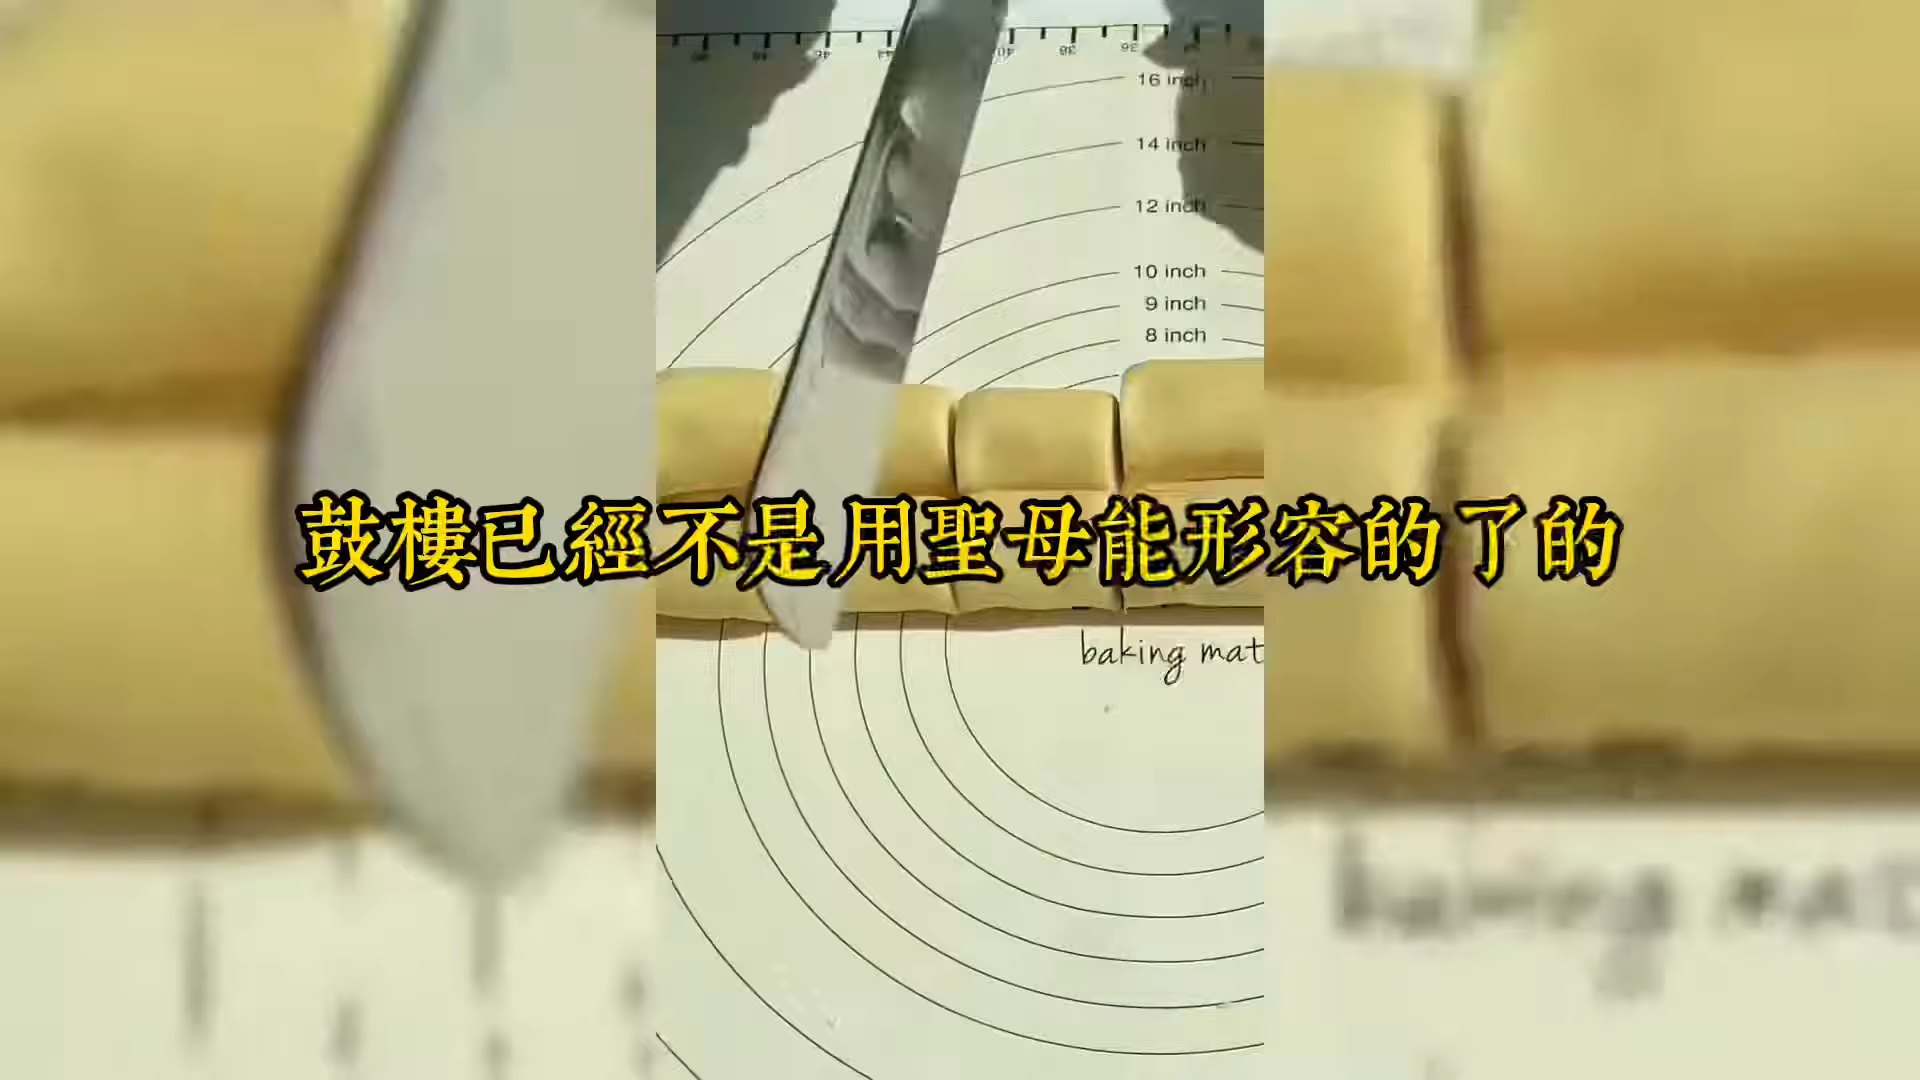 16 inch
14 inch
12 inch
10 inch
9 inch
8 inch
鼓樓已經不是用聖母能形容的了的
baking mat